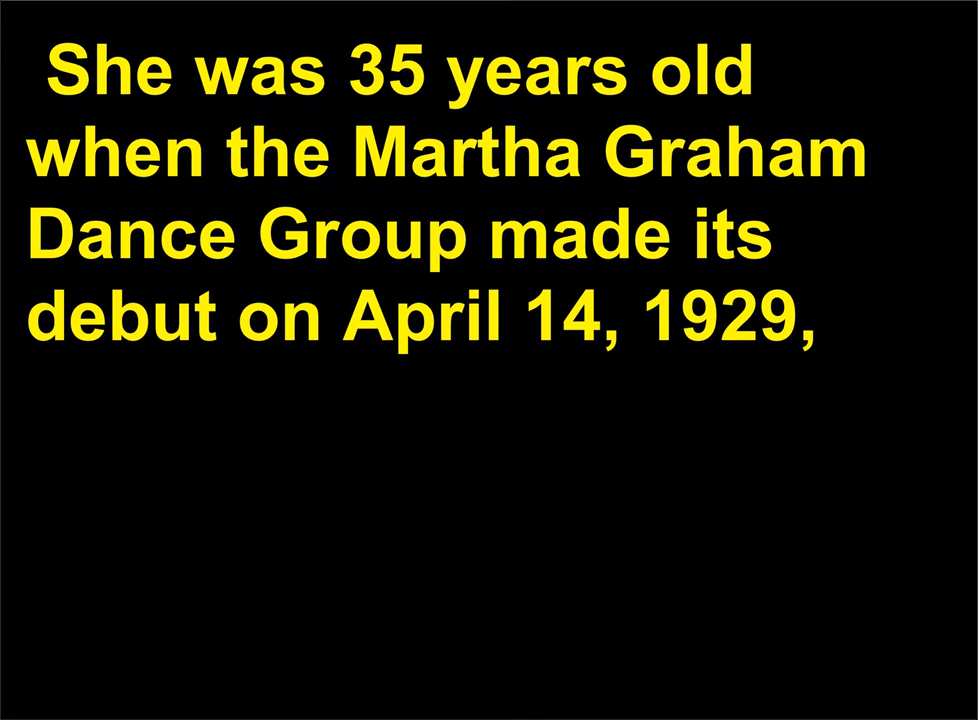 She was 35 years old
when the Martha Graham
Dance Group made its
debut on April 14, 1929,